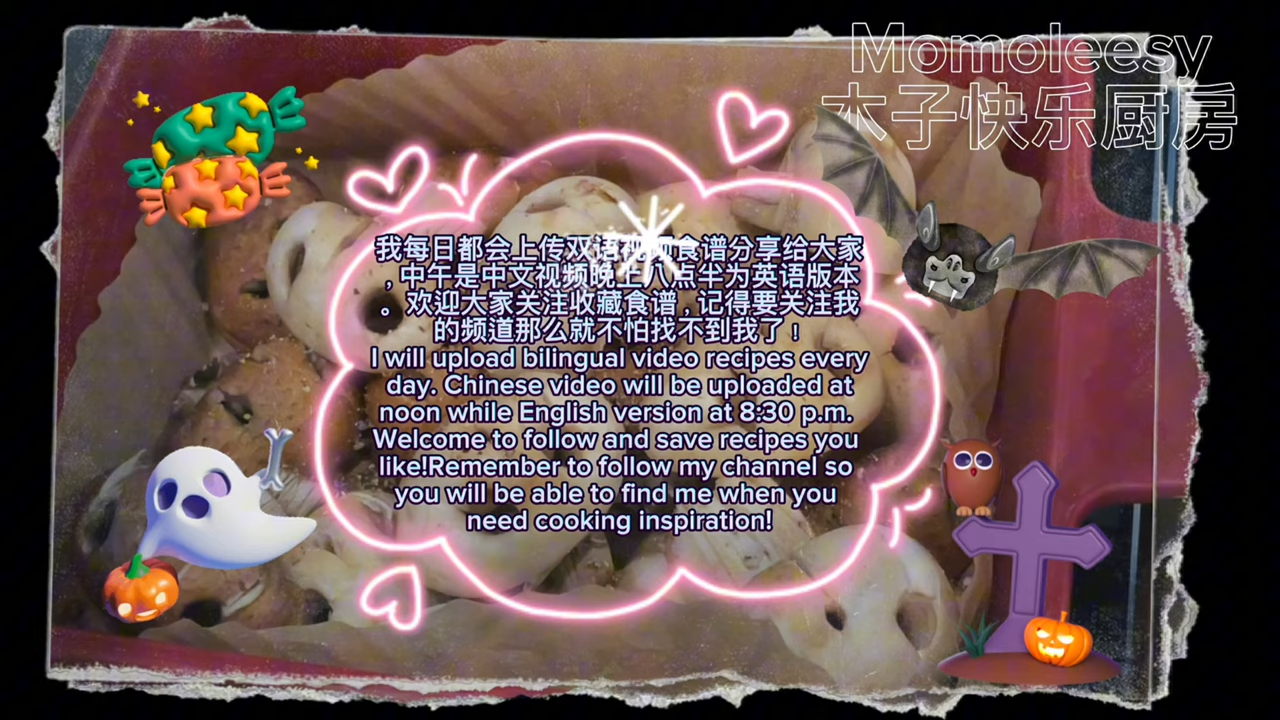 Momoleesy
木子快乐厨房
我每日都会上传双语视频食谱分享给大家
,中午是中文视频晚上八点半为英语版本
。欢迎大家关注收藏食谱,记得要关注我
的频道那么就不怕找不到我了!
I will upload bilingual video recipes every
day. Chinese video will be uploaded at
noon while English version at 8:30 p.m.
Welcome to follow and save recipes you
like!Remember to follow my channel so
you will be able to find me when you
need cooking inspiration!